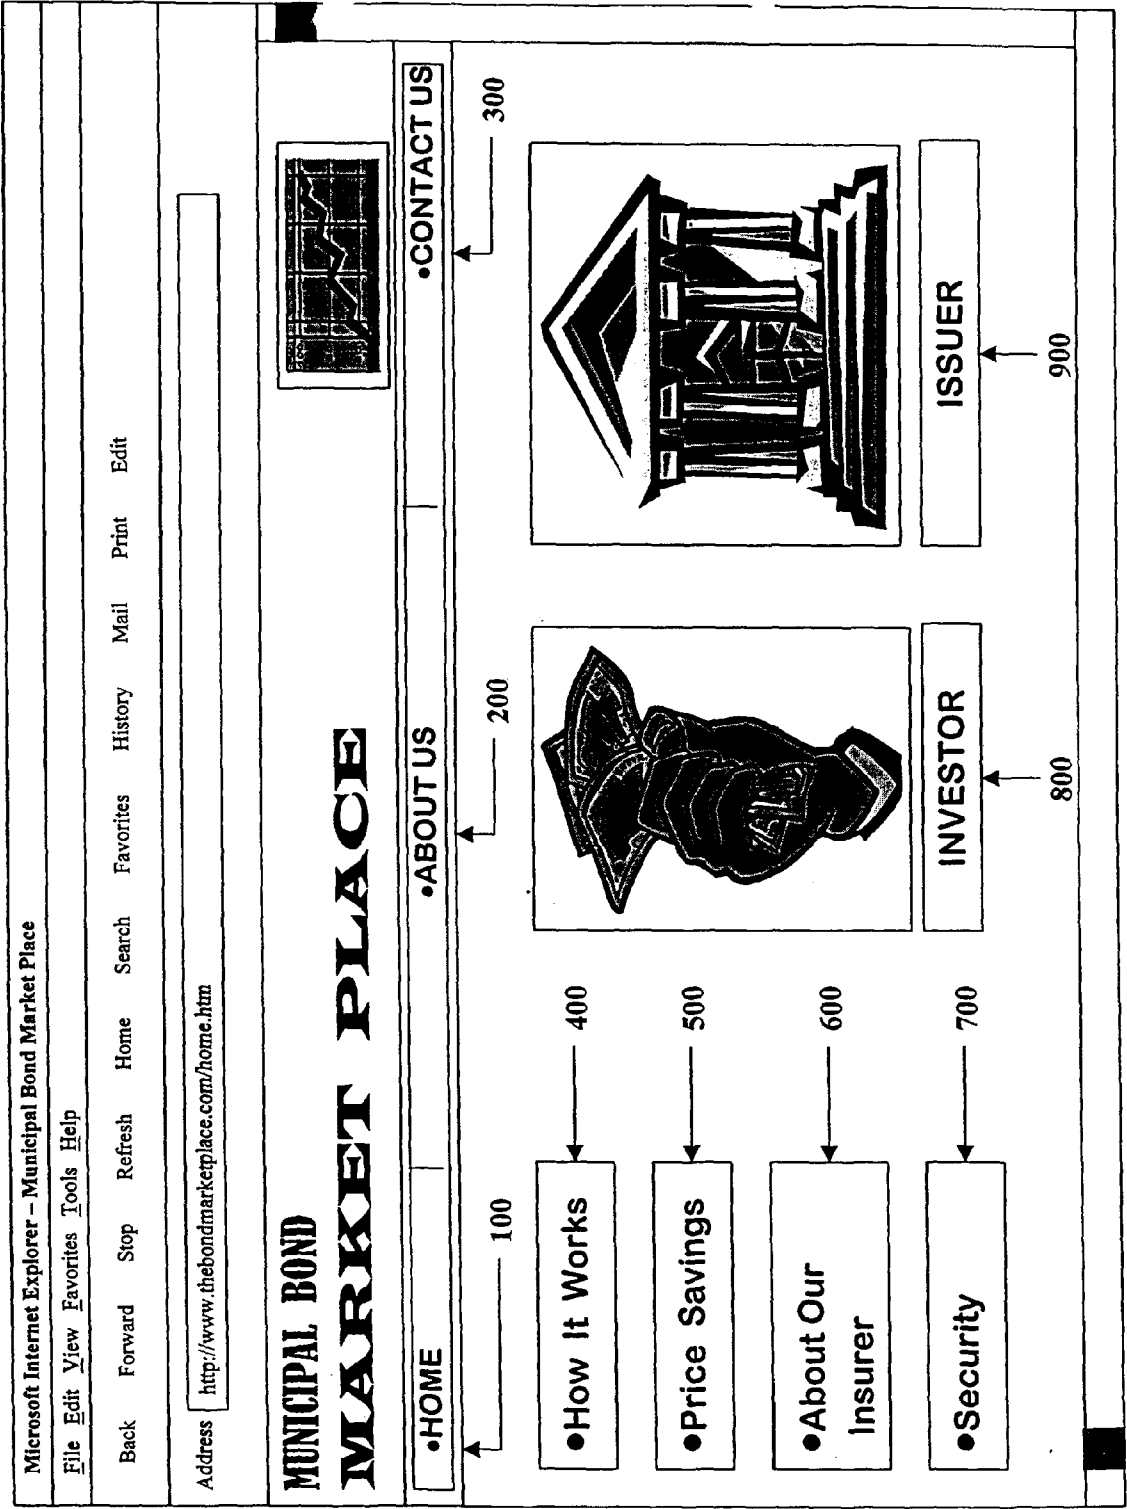 Microsoft Internet Explorer – Municipal Bond Market Place
File Edit View Favorites Tools Help
Back Forward Stop Refresh Home Search Favorites History Mail Print Edit
Address http://www.thebondmarketplace.com/home.htm
MUNICIPAL BOND
MARKET PLACE
•HOME •ABOUT US •CONTACT US
100 200 300
•How It Works 400
•Price Savings 500
•About Our
Insurer 600
•Security 700
INVESTOR ISSUER
800 900